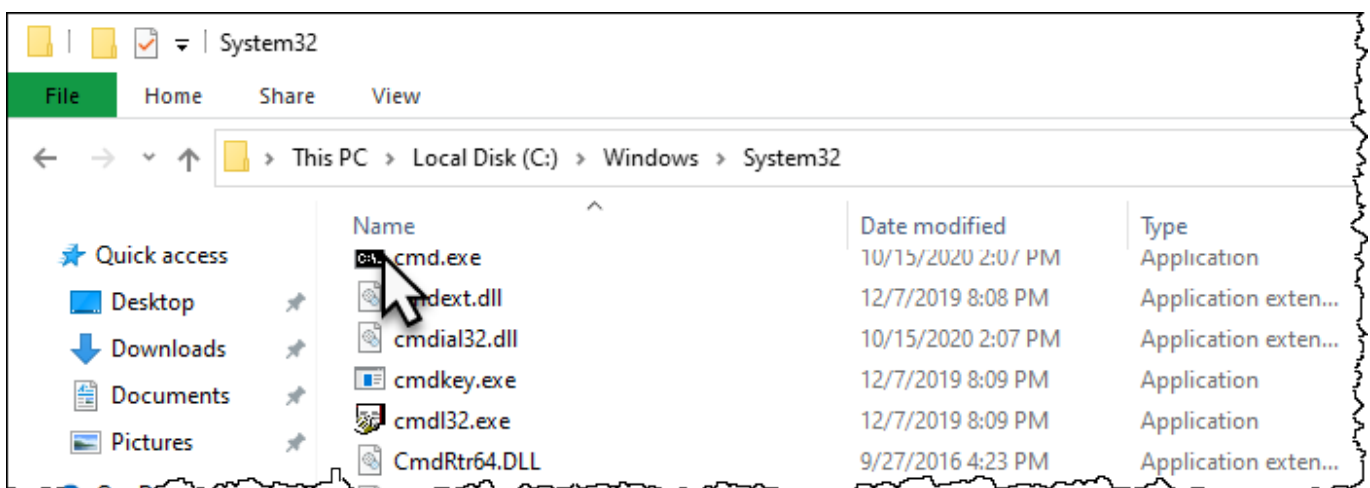 System32
File Home Share View
This PC > Local Disk (C:) > Windows > System32
Name Date modified Type
Quick access
Desktop
Downloads
Documents
Pictures
C:\.
cmd.exe 10/15/2020 2:07 PM Application
12/7/2019 8:08 PM Application exten...
cmdial32.dll 10/15/2020 2:07 PM Application exten...
cmdkey.exe 12/7/2019 8:09 PM Application
cmdl32.exe 12/7/2019 8:09 PM Application
CmdRtr64.DLL 9/27/2016 4:23 PM Application exten...